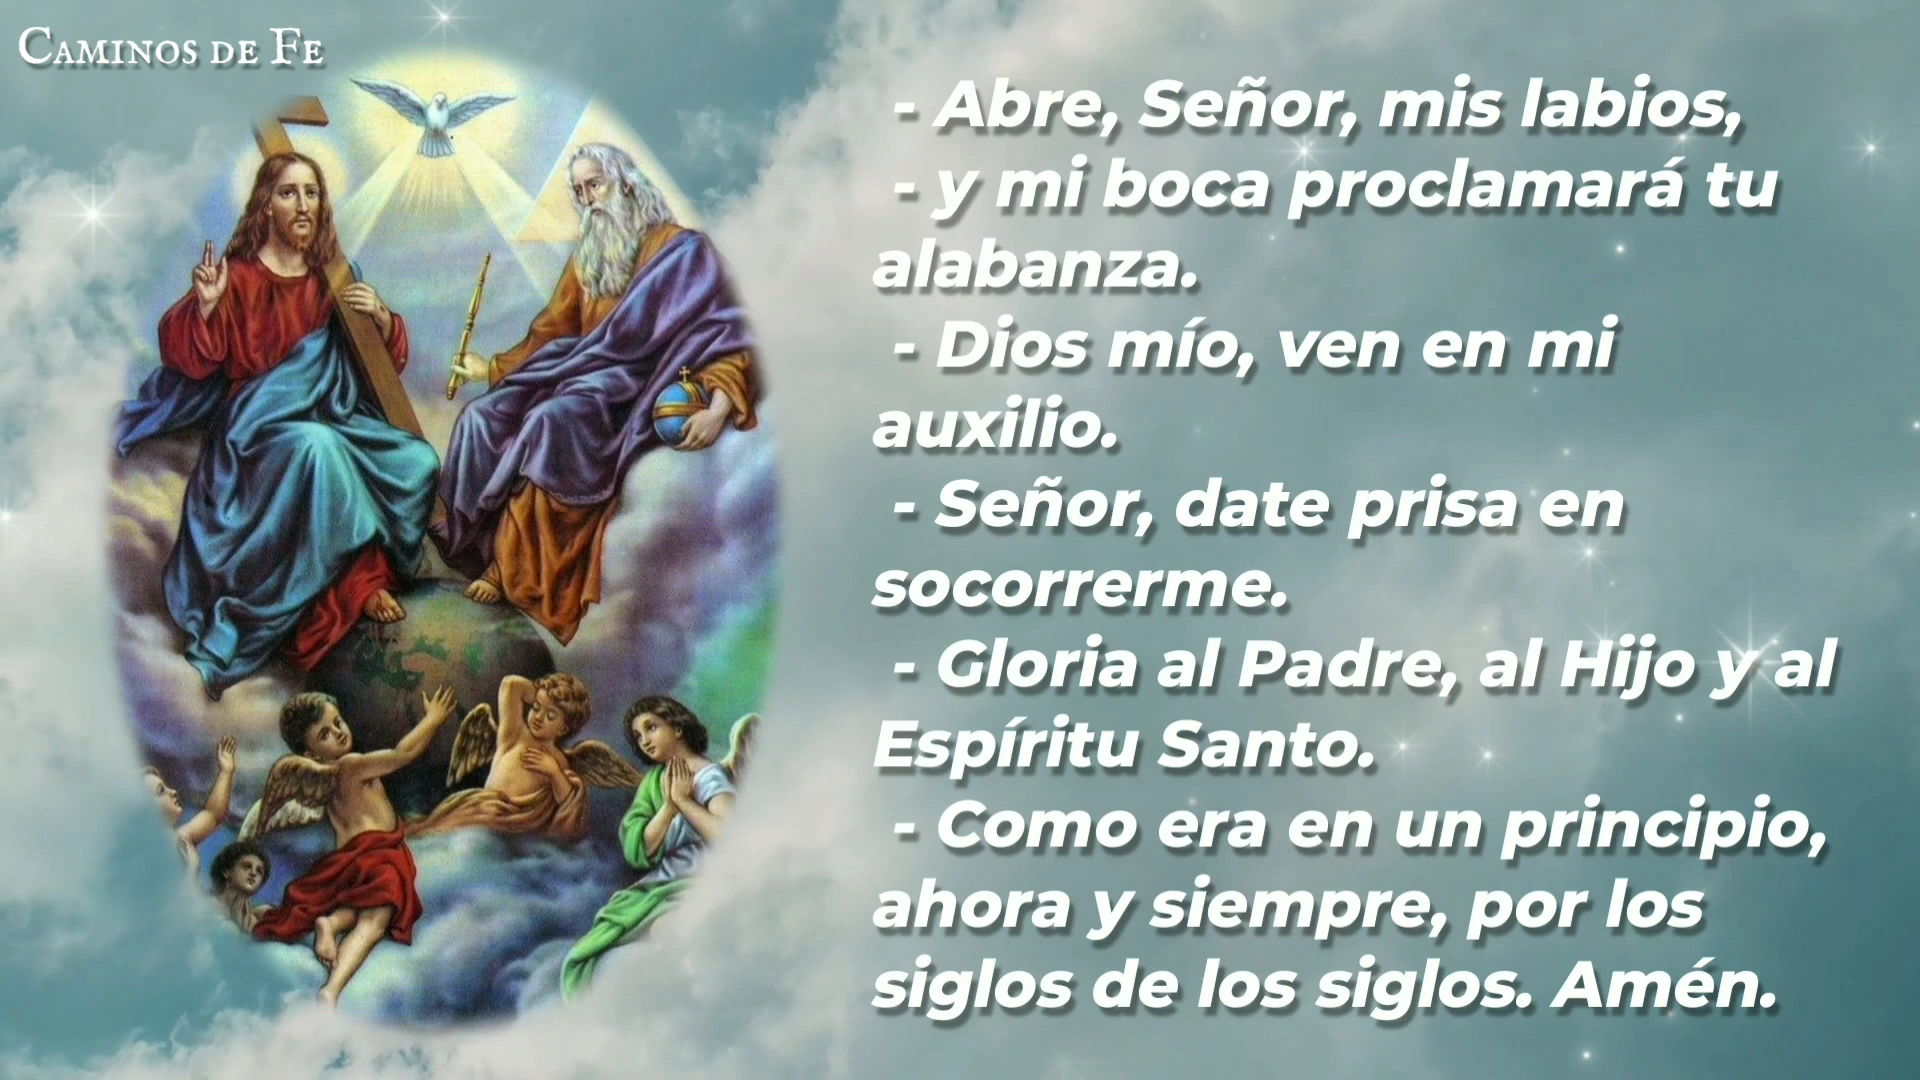 Caminos de Fe
- Abre, Señor, mis labios,
- y mi boca proclamará tu
alabanza.
- Dios mío, ven en mi
auxilio.
- Señor, date prisa en
socorrerme.
- Gloria al Padre, al Hijo y al
Espíritu Santo.
- Como era en un principio,
ahora y siempre, por los
siglos de los siglos. Amén.